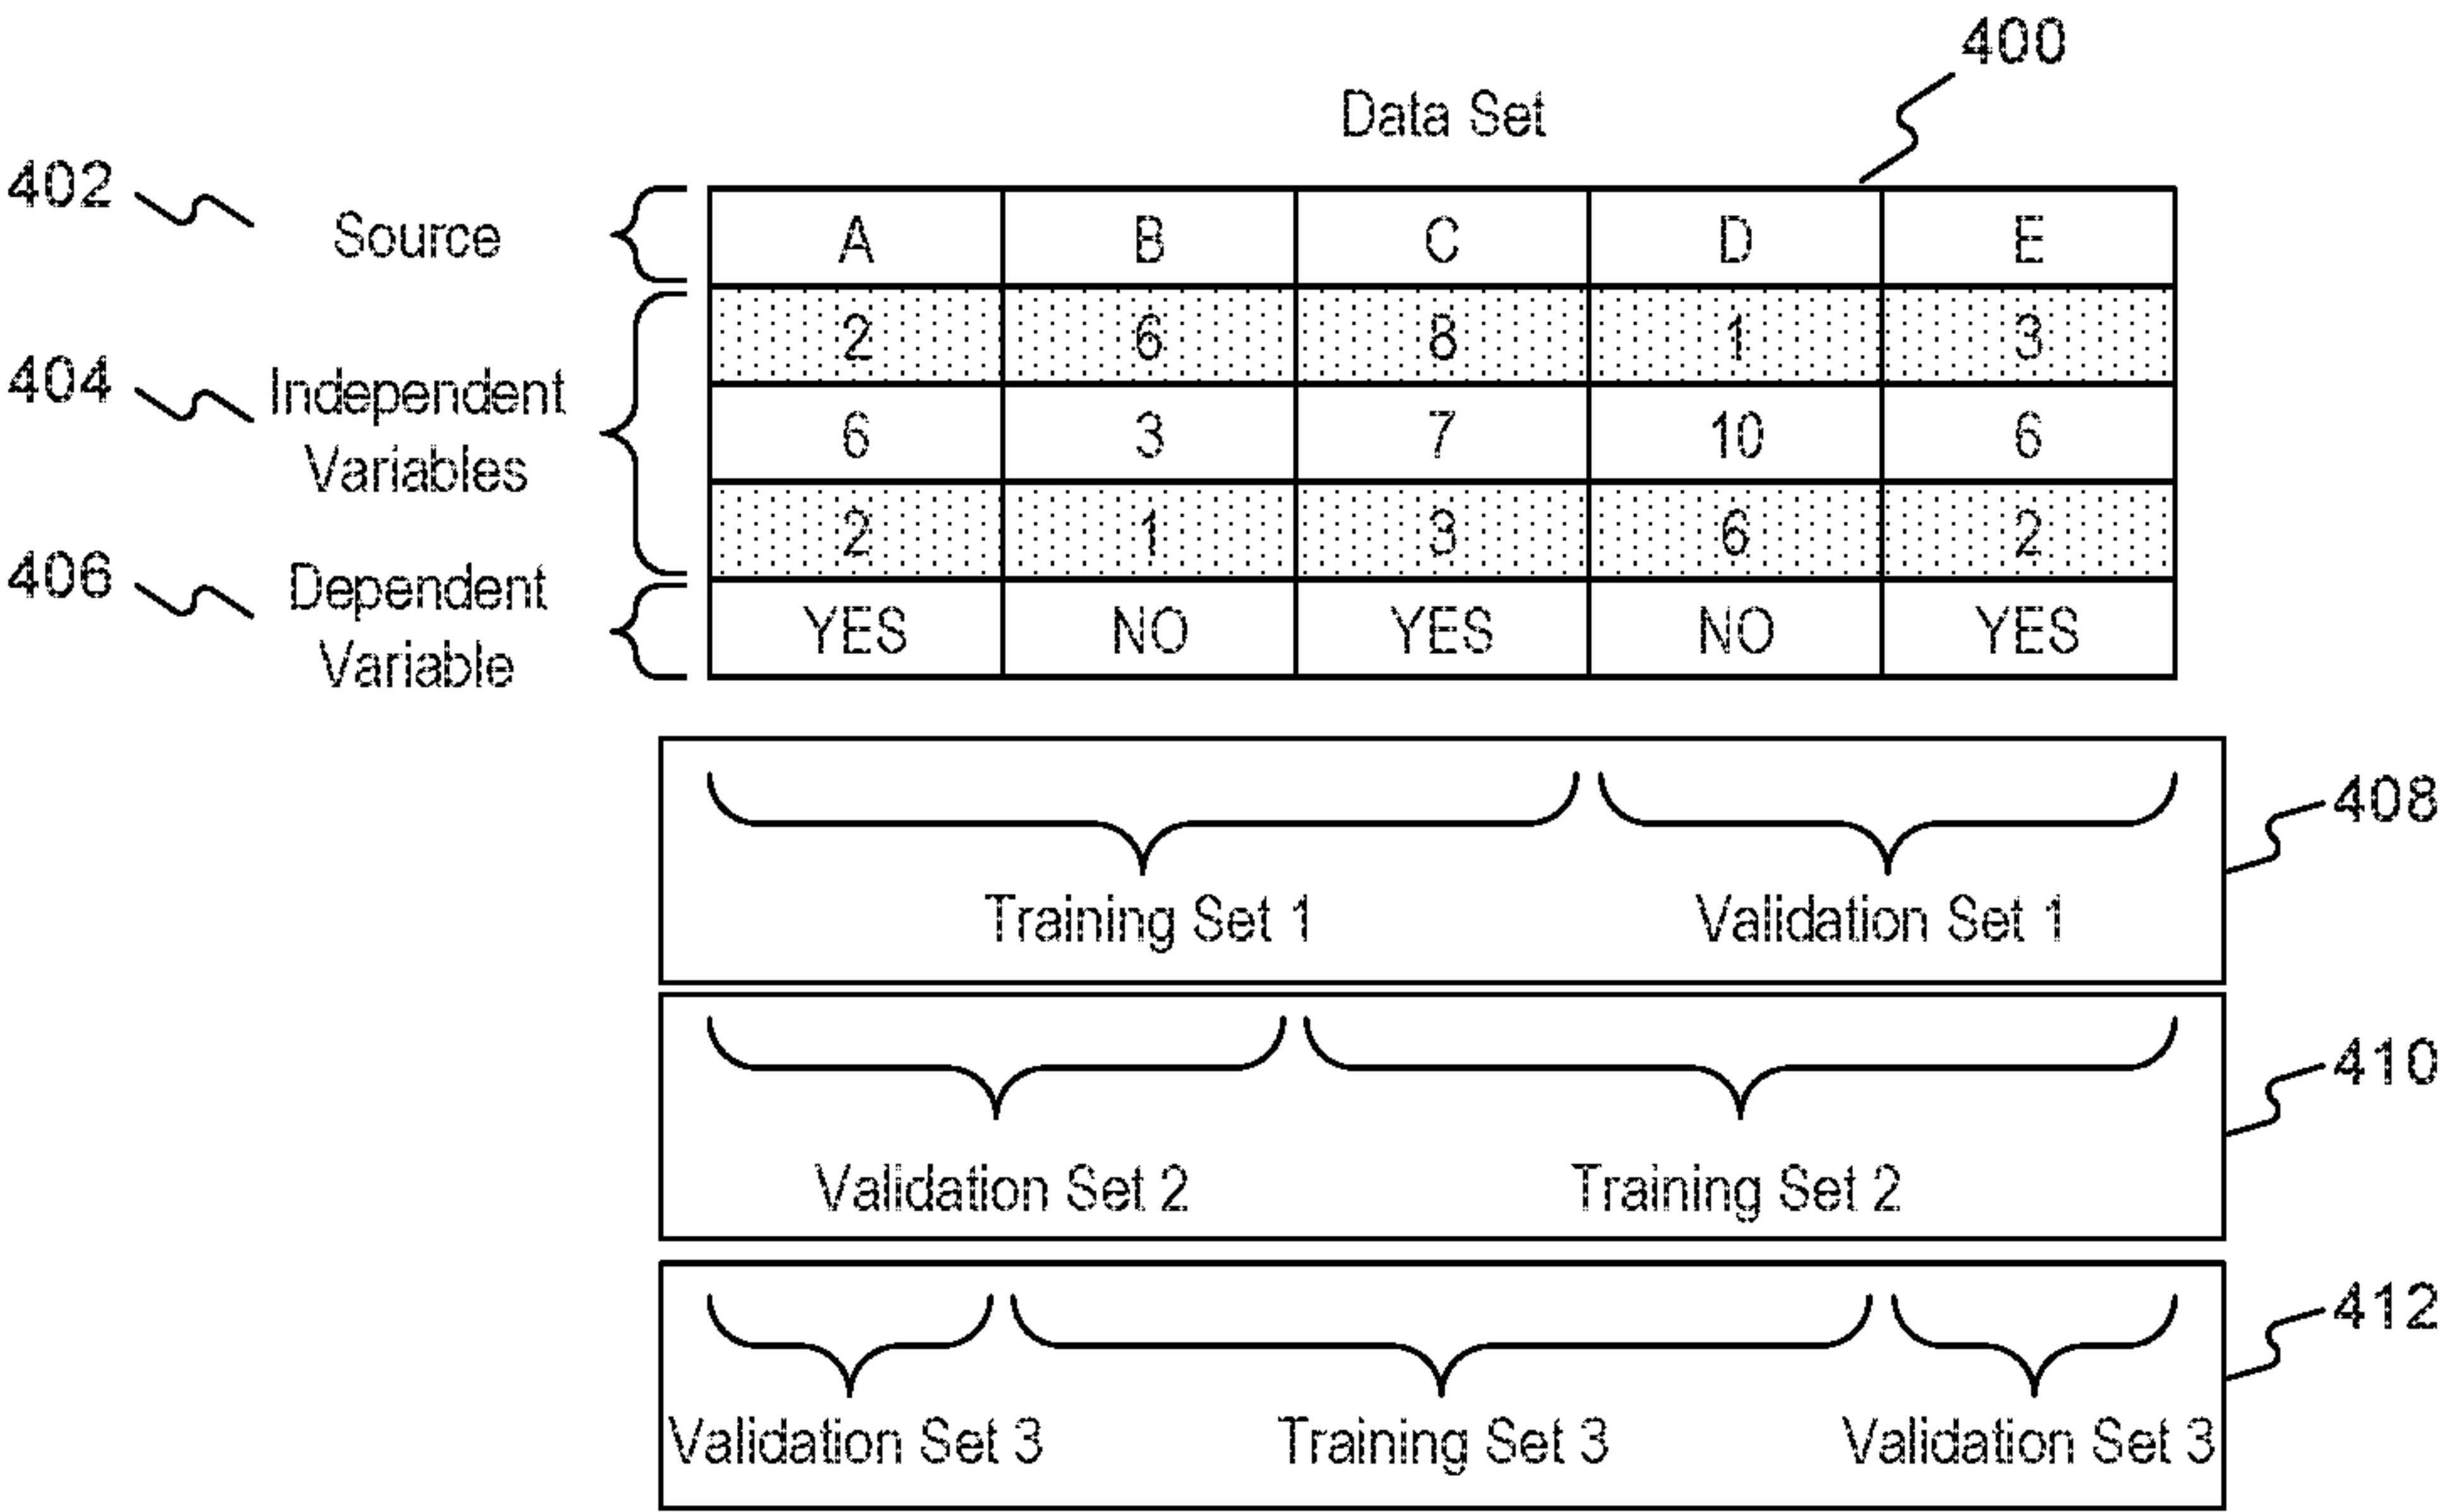 400
Data Set
402
Source
A B C D E
2 6 8 1 3
404
Independent
Variables
6 3 7 10 6
2 1 3 6 2
406
Dependent
Variable
YES NO YES NO YES
408
Training Set 1 Validation Set 1
410
Validation Set 2 Training Set 2
412
Validation Set 3 Training Set 3 Validation Set 3